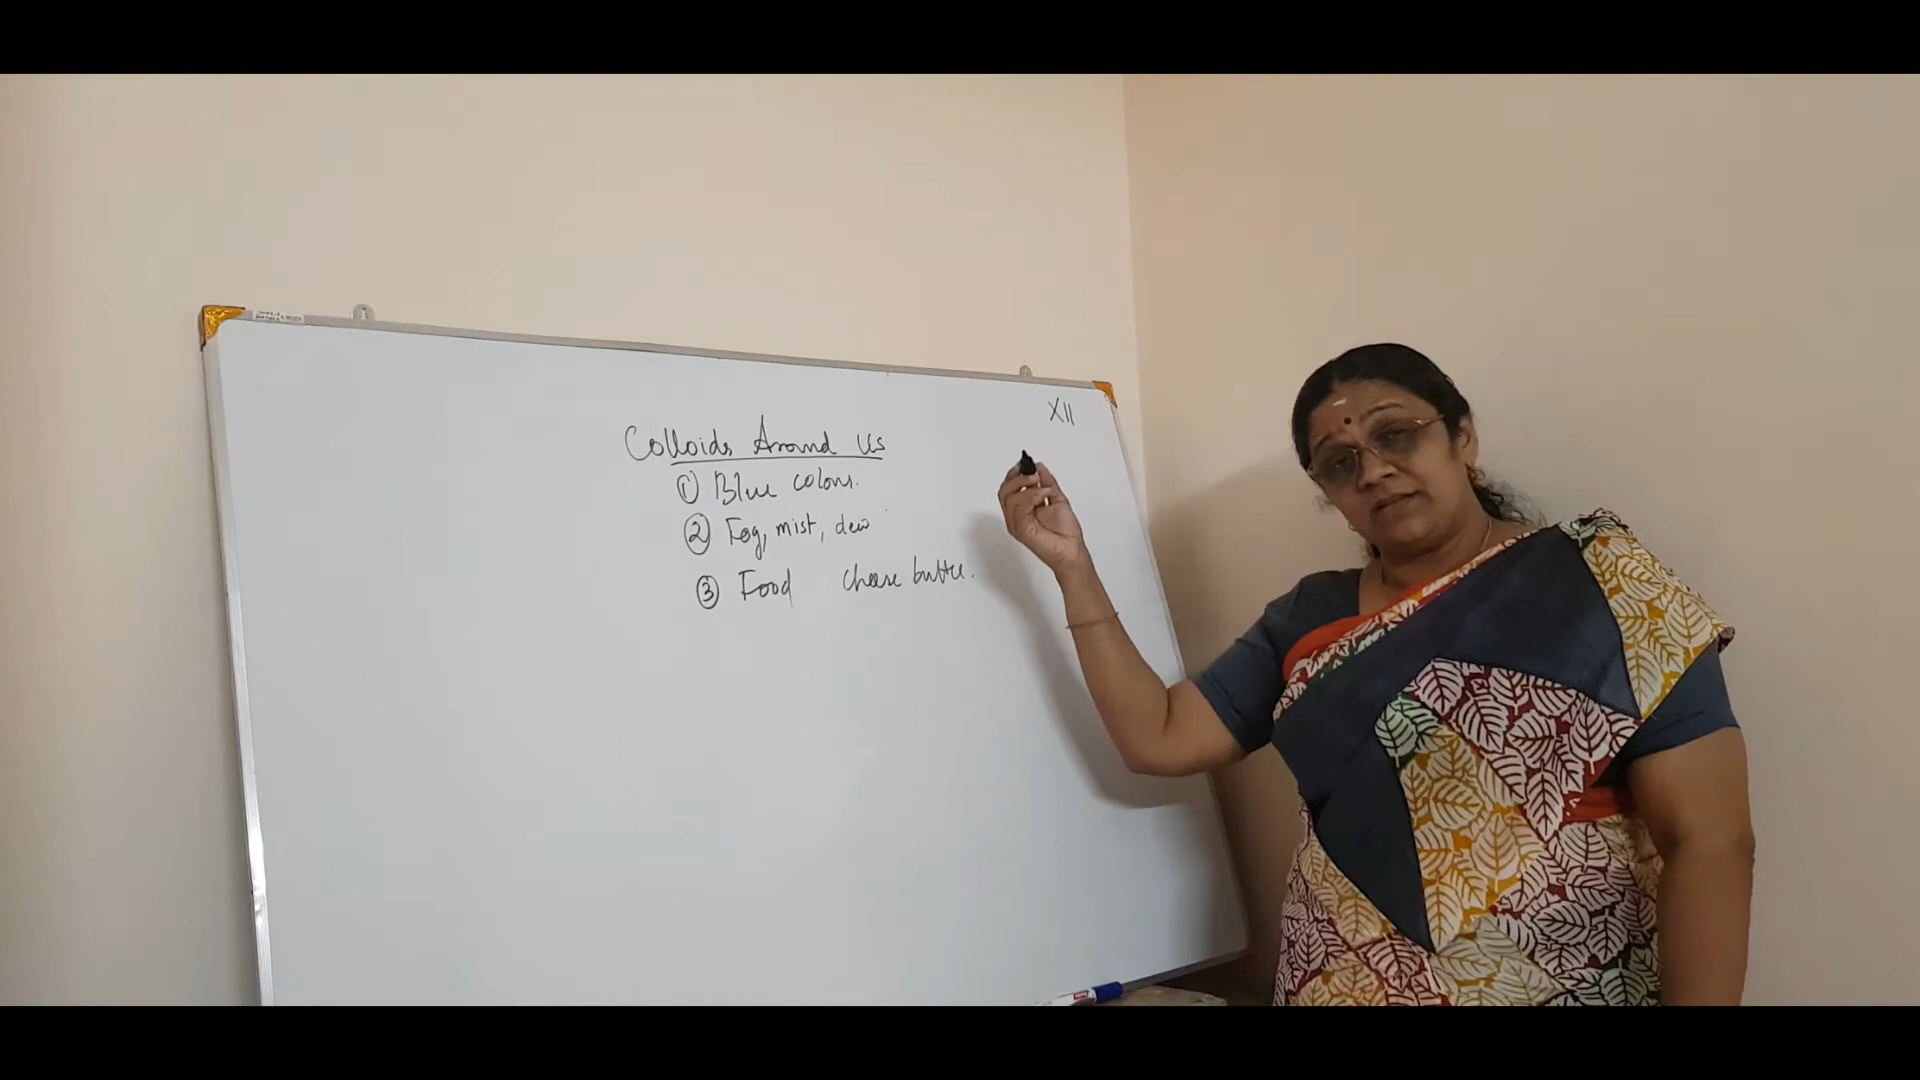 XII
Colloids Around Us
① Blue colour.
② Fog, mist, dew
③ Food cheese butter.